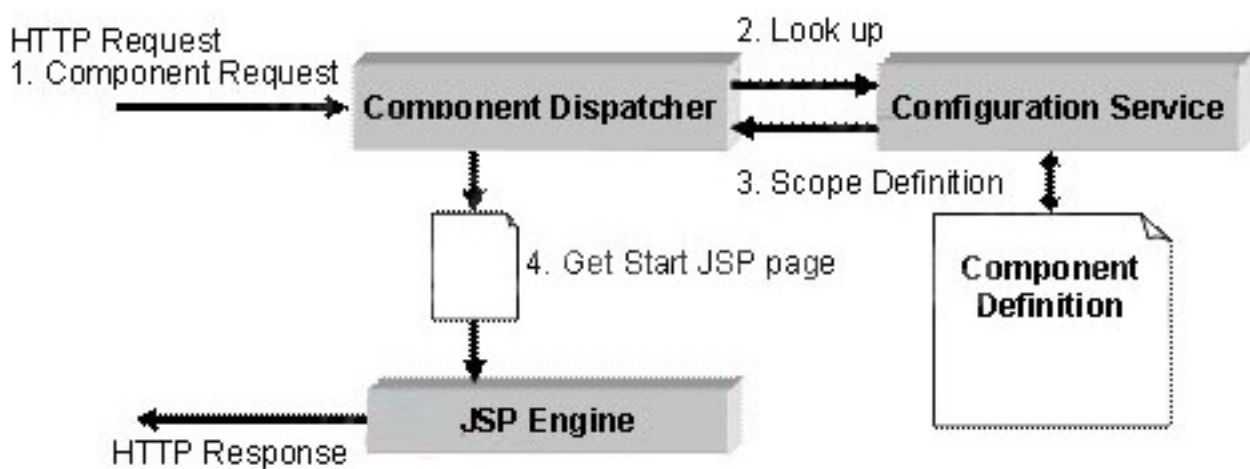 HTTP Request
1. Component Request
Component Dispatcher
2. Look up
Configuration Service
3. Scope Definition
4. Get Start JSP page
Component
Definition
JSP Engine
HTTP Response